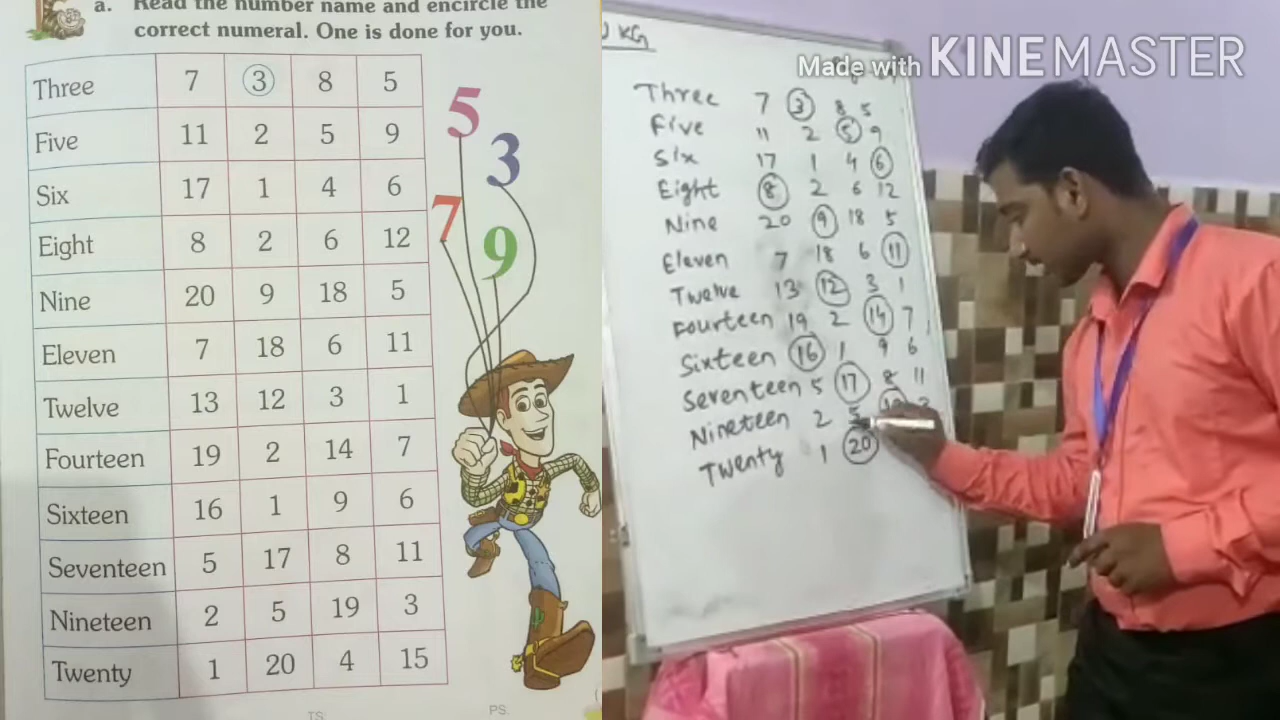 a. Read the number name and encircle the
correct numeral. One is done for you.
Three 7 3 8 5
Five 11 2 5 9
Six 17 1 4 6
Eight 8 2 6 12
Nine 20 9 18 5
Eleven 7 18 6 11
Twelve 13 12 3 1
Fourteen 19 2 14 7
Sixteen 16 1 9 6
Seventeen 5 17 8 11
Nineteen 2 5 19 3
Twenty 1 20 4 15
5
3
7
9
TS.
PS.
KG
Made with KINEMASTER
Three 7 3 8 5
Five 11 2 5 9
Six 17 1 4 6
Eight 8 2 6 12
Nine 20 9 18 5
Eleven 7 18 6 11
Twelve 13 12 3 1
Fourteen 19 2 14 7
Sixteen 16 1 9 6
Seventeen 5 17 8 11
Nineteen 2 5
Twenty 1 20